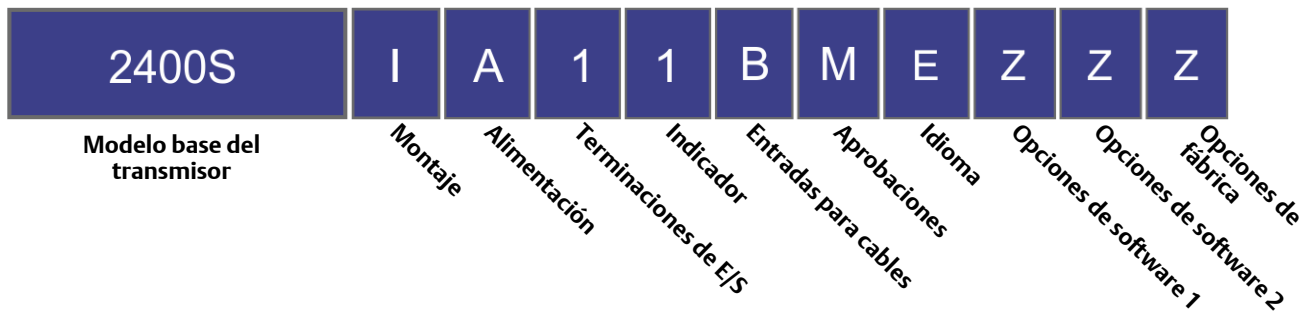 2400S I A 1 1 B M E Z Z Z
Modelo base del
transmisor
Montaje
Alimentación
Terminaciones de E/S
Indicador
Entradas para cables
Aprobaciones
Idioma
Opciones de software 1
Opciones de software 2
Opciones de
fábrica